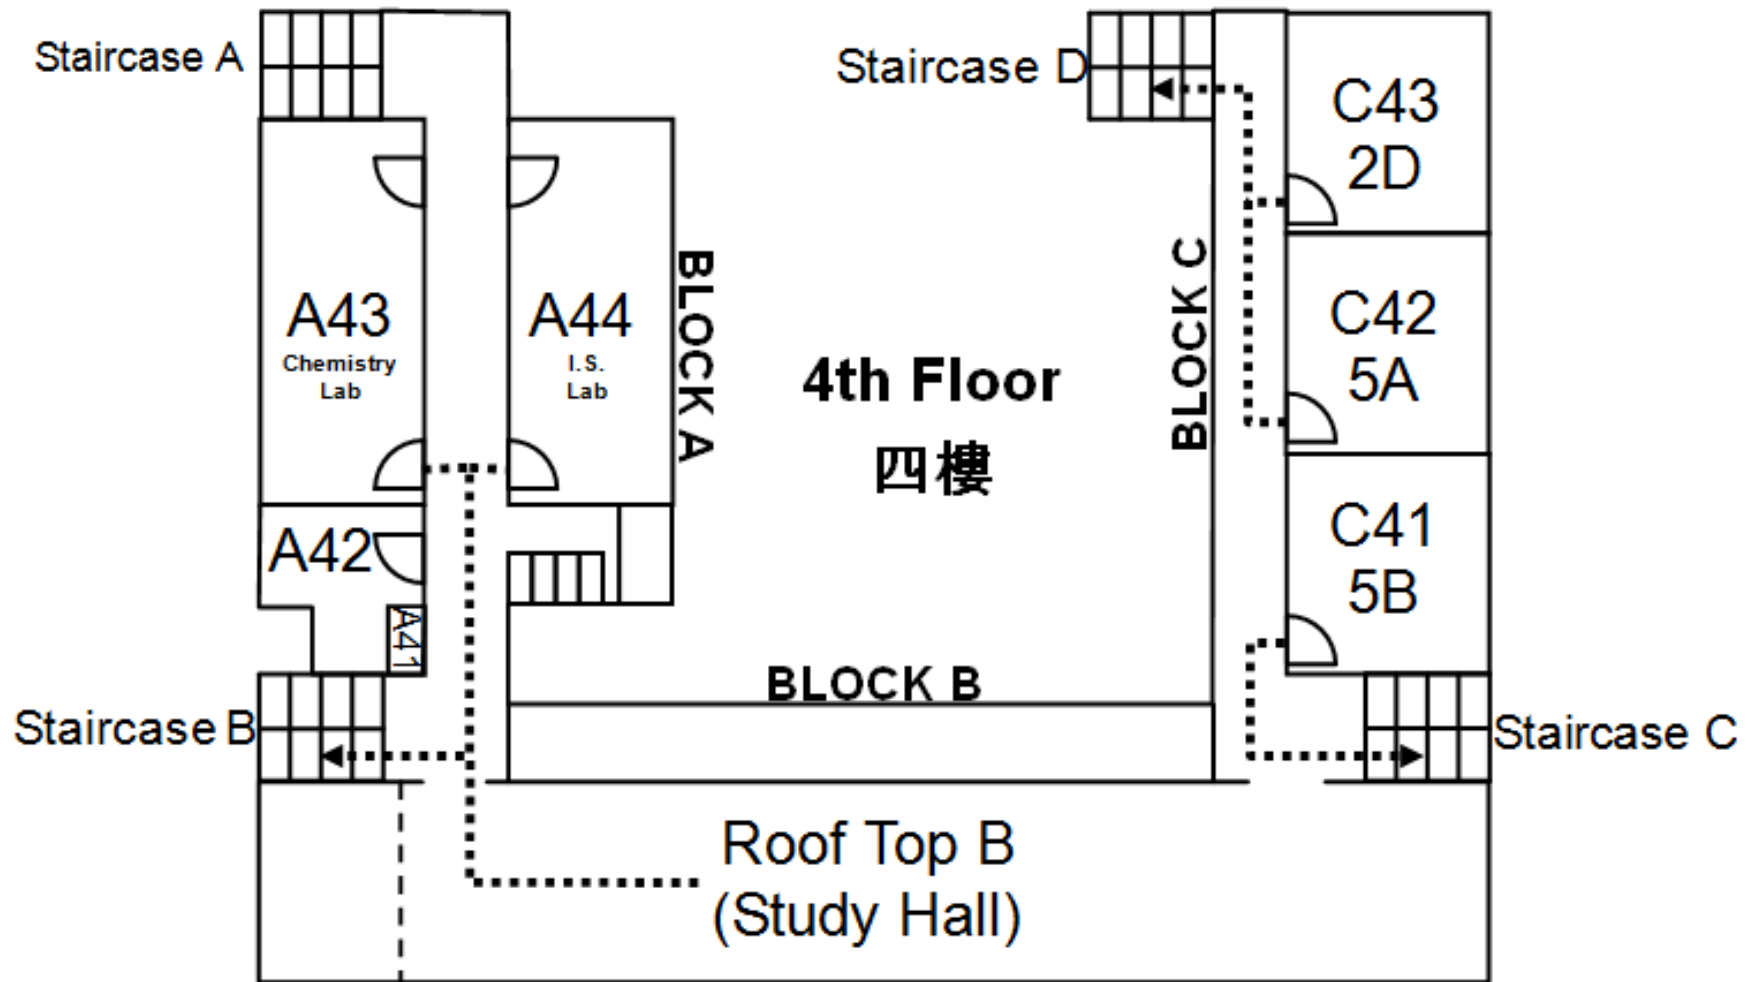 Staircase A
Staircase D
C43
2D
A43
Chemistry
Lab
A44
I.S.
Lab
BLOCK A
4th Floor
四樓
BLOCK C
C42
5A
A42
A41
C41
5B
BLOCK B
Staircase B
Staircase C
Roof Top B
(Study Hall)